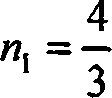 n₁ = 4/3